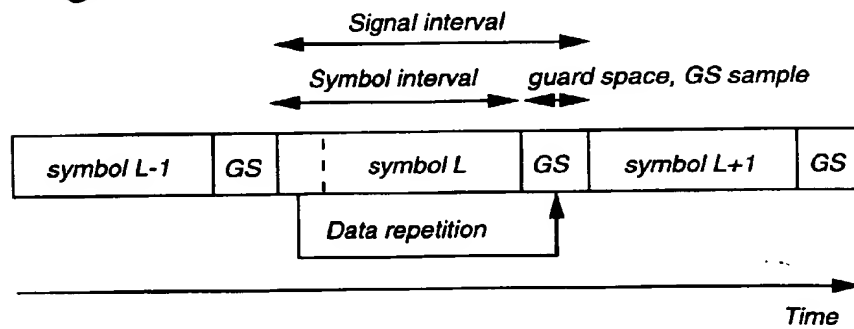 Signal interval
Symbol interval
guard space, GS sample
symbol L-1
GS
symbol L
GS
symbol L+1
GS
Data repetition
Time